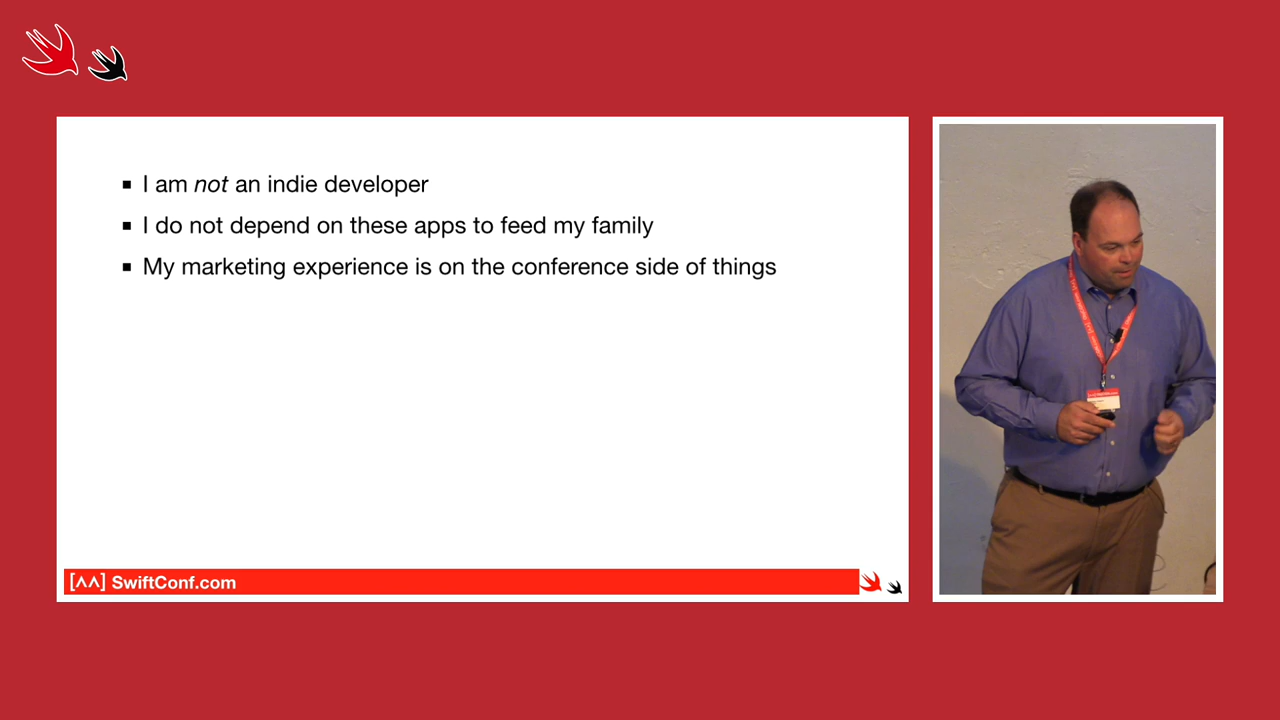 I am not an indie developer
I do not depend on these apps to feed my family
My marketing experience is on the conference side of things
[^^] SwiftConf.com